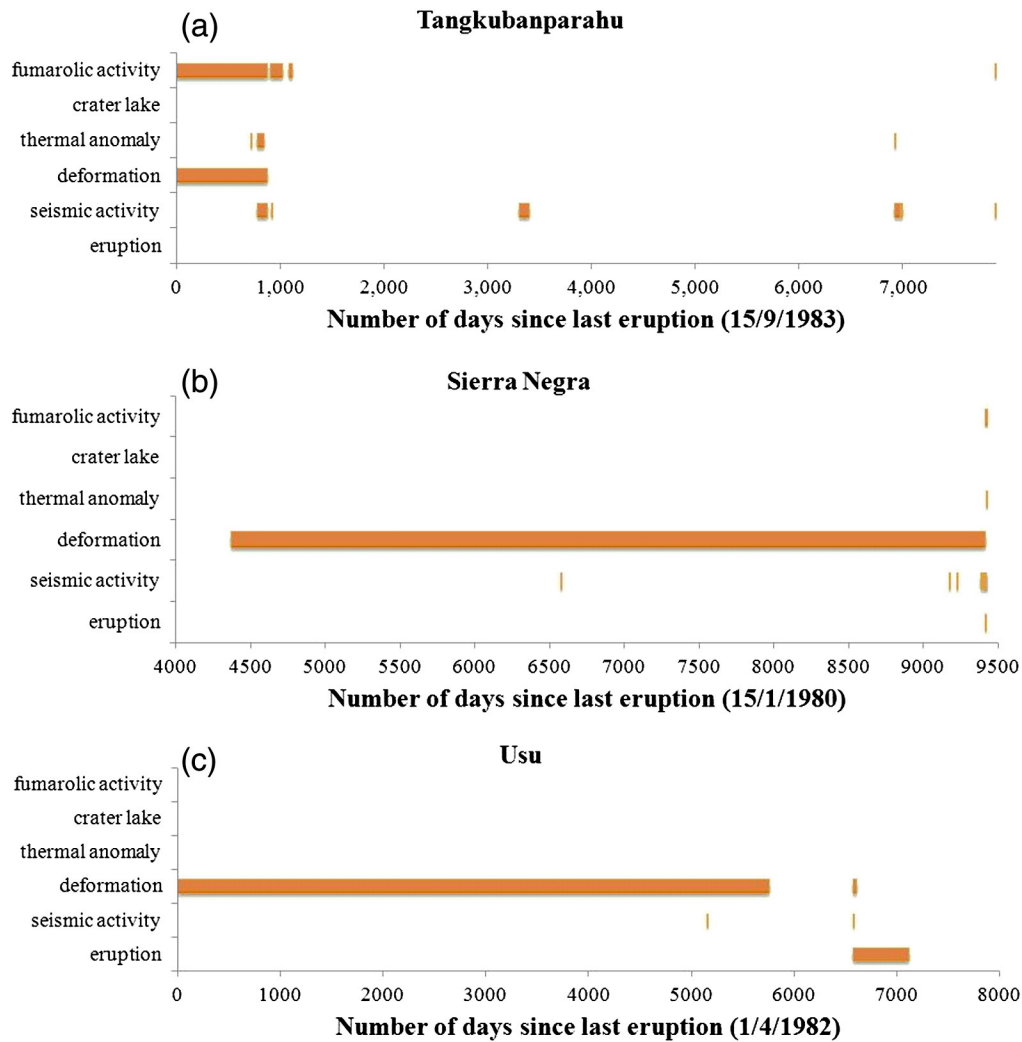 (a)
Tangkubanparahu
fumarolic activity
crater lake
thermal anomaly
deformation
seismic activity
eruption
0 1,000 2,000 3,000 4,000 5,000 6,000 7,000
Number of days since last eruption (15/9/1983)
(b)
Sierra Negra
fumarolic activity
crater lake
thermal anomaly
deformation
seismic activity
eruption
4000 4500 5000 5500 6000 6500 7000 7500 8000 8500 9000 9500
Number of days since last eruption (15/1/1980)
(c)
Usu
fumarolic activity
crater lake
thermal anomaly
deformation
seismic activity
eruption
0 1000 2000 3000 4000 5000 6000 7000 8000
Number of days since last eruption (1/4/1982)